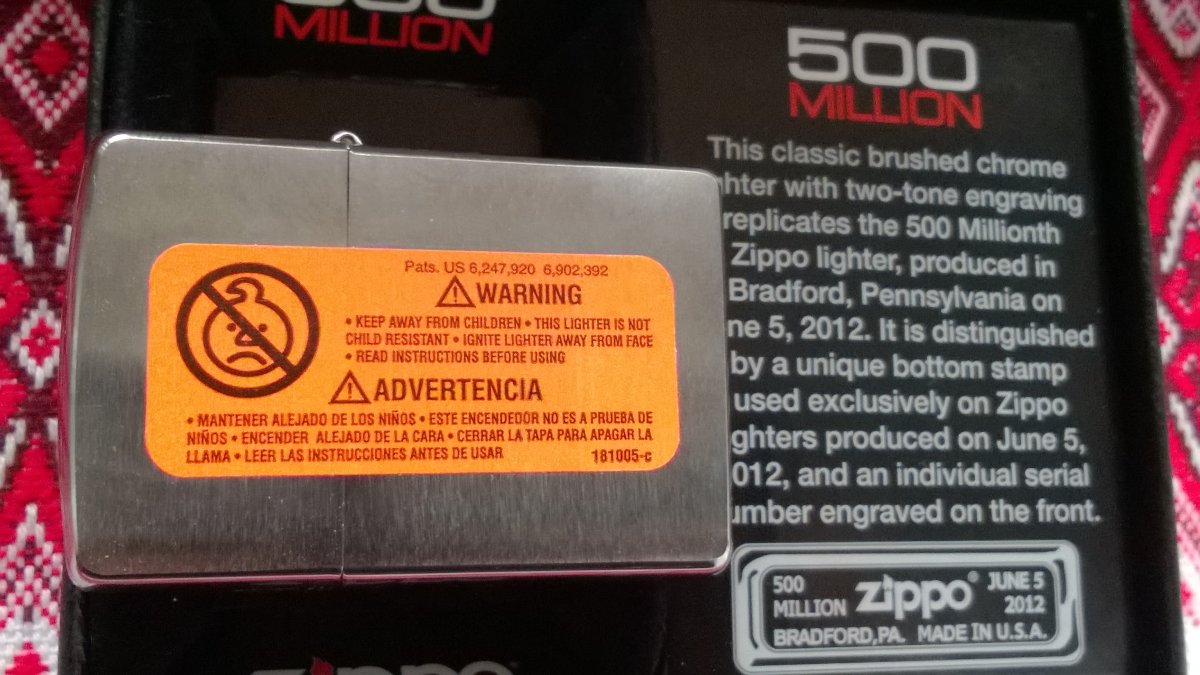 MILLION
Pats. US 6,247,920 6,902,392
⚠WARNING
• KEEP AWAY FROM CHILDREN • THIS LIGHTER IS NOT
CHILD RESISTANT • IGNITE LIGHTER AWAY FROM FACE
• READ INSTRUCTIONS BEFORE USING
⚠ADVERTENCIA
• MANTENER ALEJADO DE LOS NIÑOS • ESTE ENCENDEDOR NO ES A PRUEBA DE
NIÑOS • ENCENDER ALEJADO DE LA CARA • CERRAR LA TAPA PARA APAGAR LA
LLAMA • LEER LAS INSTRUCCIONES ANTES DE USAR
181005-c
500
MILLION
This classic brushed chrome
with two-tone engraving
replicates the 500 Millionth
Zippo lighter, produced in
Bradford, Pennsylvania on
5, 2012. It is distinguished
by a unique bottom stamp
used exclusively on Zippo
produced on June 5,
and an individual serial
engraved on the front.
500
MILLION
zippo®
JUNE 5
2012
BRADFORD,PA. MADE IN U.S.A.